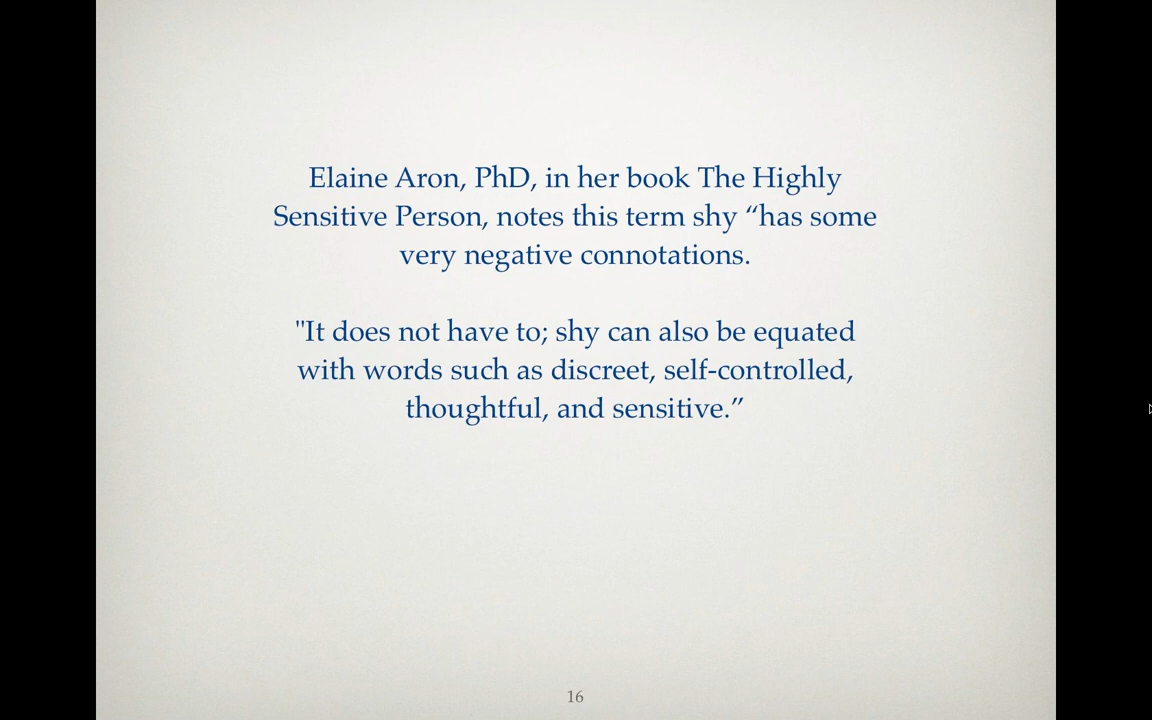 Elaine Aron, PhD, in her book The Highly
Sensitive Person, notes this term shy “has some
very negative connotations.
"It does not have to; shy can also be equated
with words such as discreet, self-controlled,
thoughtful, and sensitive.”
16